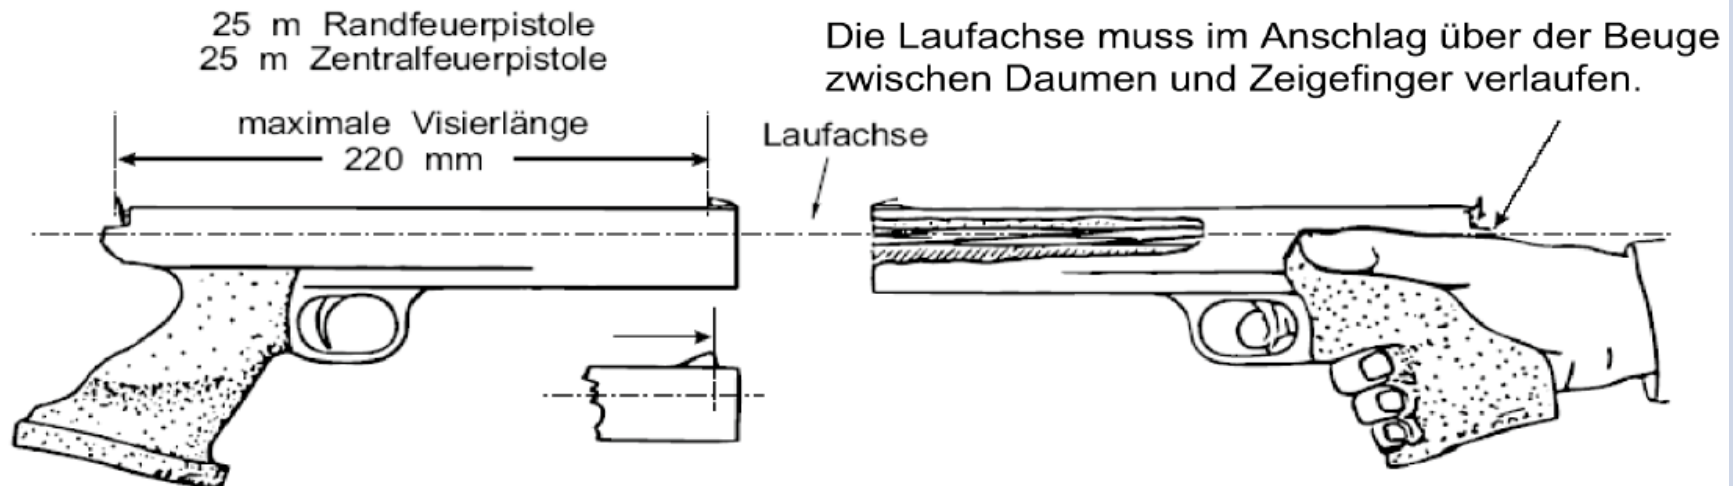 25 m Randfeuerpistole
25 m Zentralfeuerpistole
maximale Visierlänge
220 mm
Laufachse
Die Laufachse muss im Anschlag über der Beuge
zwischen Daumen und Zeigefinger verlaufen.